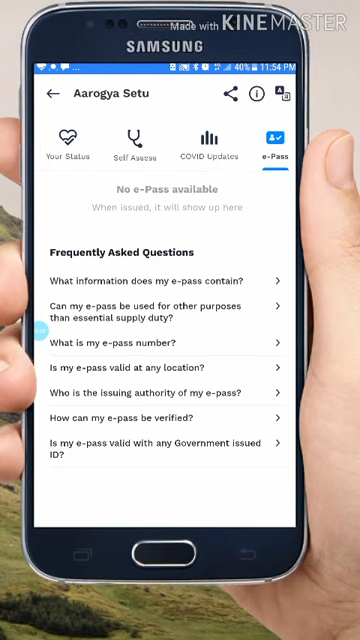 Made with KINEMASTER
SAMSUNG
40% 11:54 PM
Aarogya Setu
Your Status
Self Assess
COVID Updates
e-Pass
No e-Pass available
When issued, it will show up here
Frequently Asked Questions
What information does my e-pass contain?
Can my e-pass be used for other purposes
than essential supply duty?
What is my e-pass number?
Is my e-pass valid at any location?
Who is the issuing authority of my e-pass?
How can my e-pass be verified?
Is my e-pass valid with any Government issued
ID?